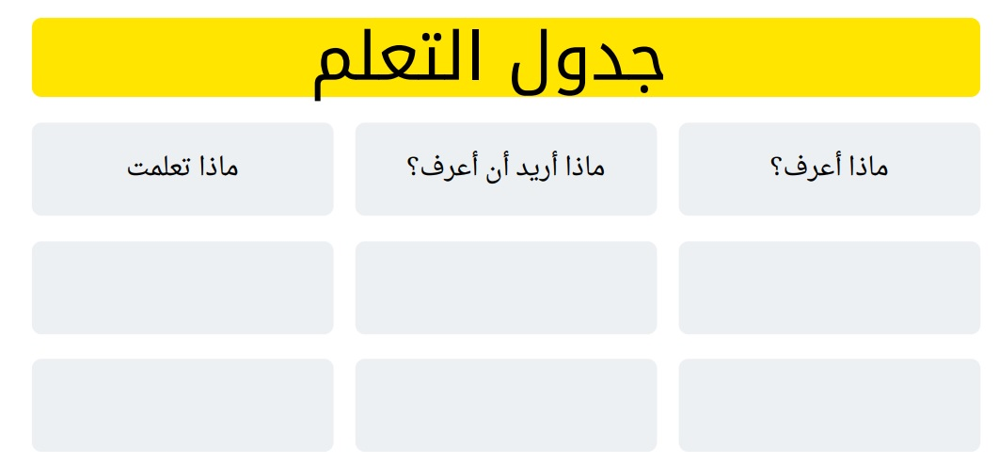 جدول التعلم
ماذا أعرف؟
ماذا أريد أن أعرف؟
ماذا تعلمت